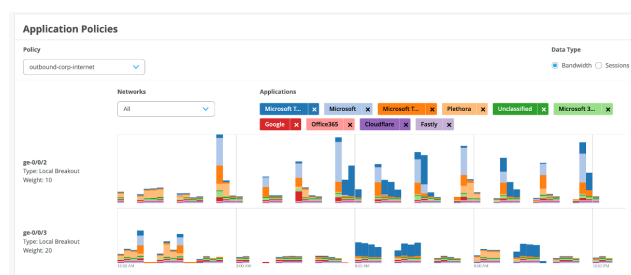 Application Policies
Policy
Data Type
outbound-corp-internet
Bandwidth Sessions
Networks
Applications
All
Microsoft T... × Microsoft × Microsoft T... × Plethora × Unclassified × Microsoft 3... ×
Google × Office365 × Cloudflare × Fastly ×
ge-0/0/2
Type: Local Breakout
Weight: 10
ge-0/0/3
Type: Local Breakout
Weight: 20